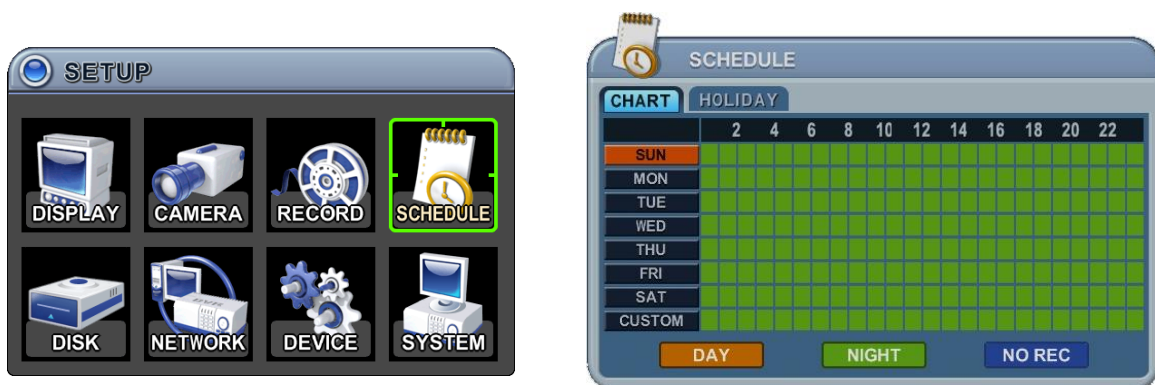 SETUP
DISPLAY CAMERA RECORD SCHEDULE
DISK NETWORK DEVICE SYSTEM
SCHEDULE
CHART HOLIDAY
2 4 6 8 10 12 14 16 18 20 22
SUN
MON
TUE
WED
THU
FRI
SAT
CUSTOM
DAY NIGHT NO REC